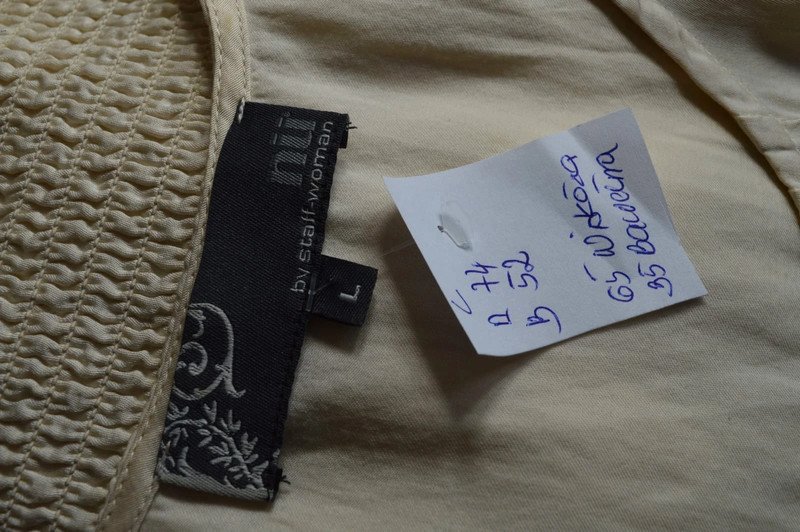 nü
by staff-woman
L
D 74
B 52
65 Wiskoza
35 Bawełna